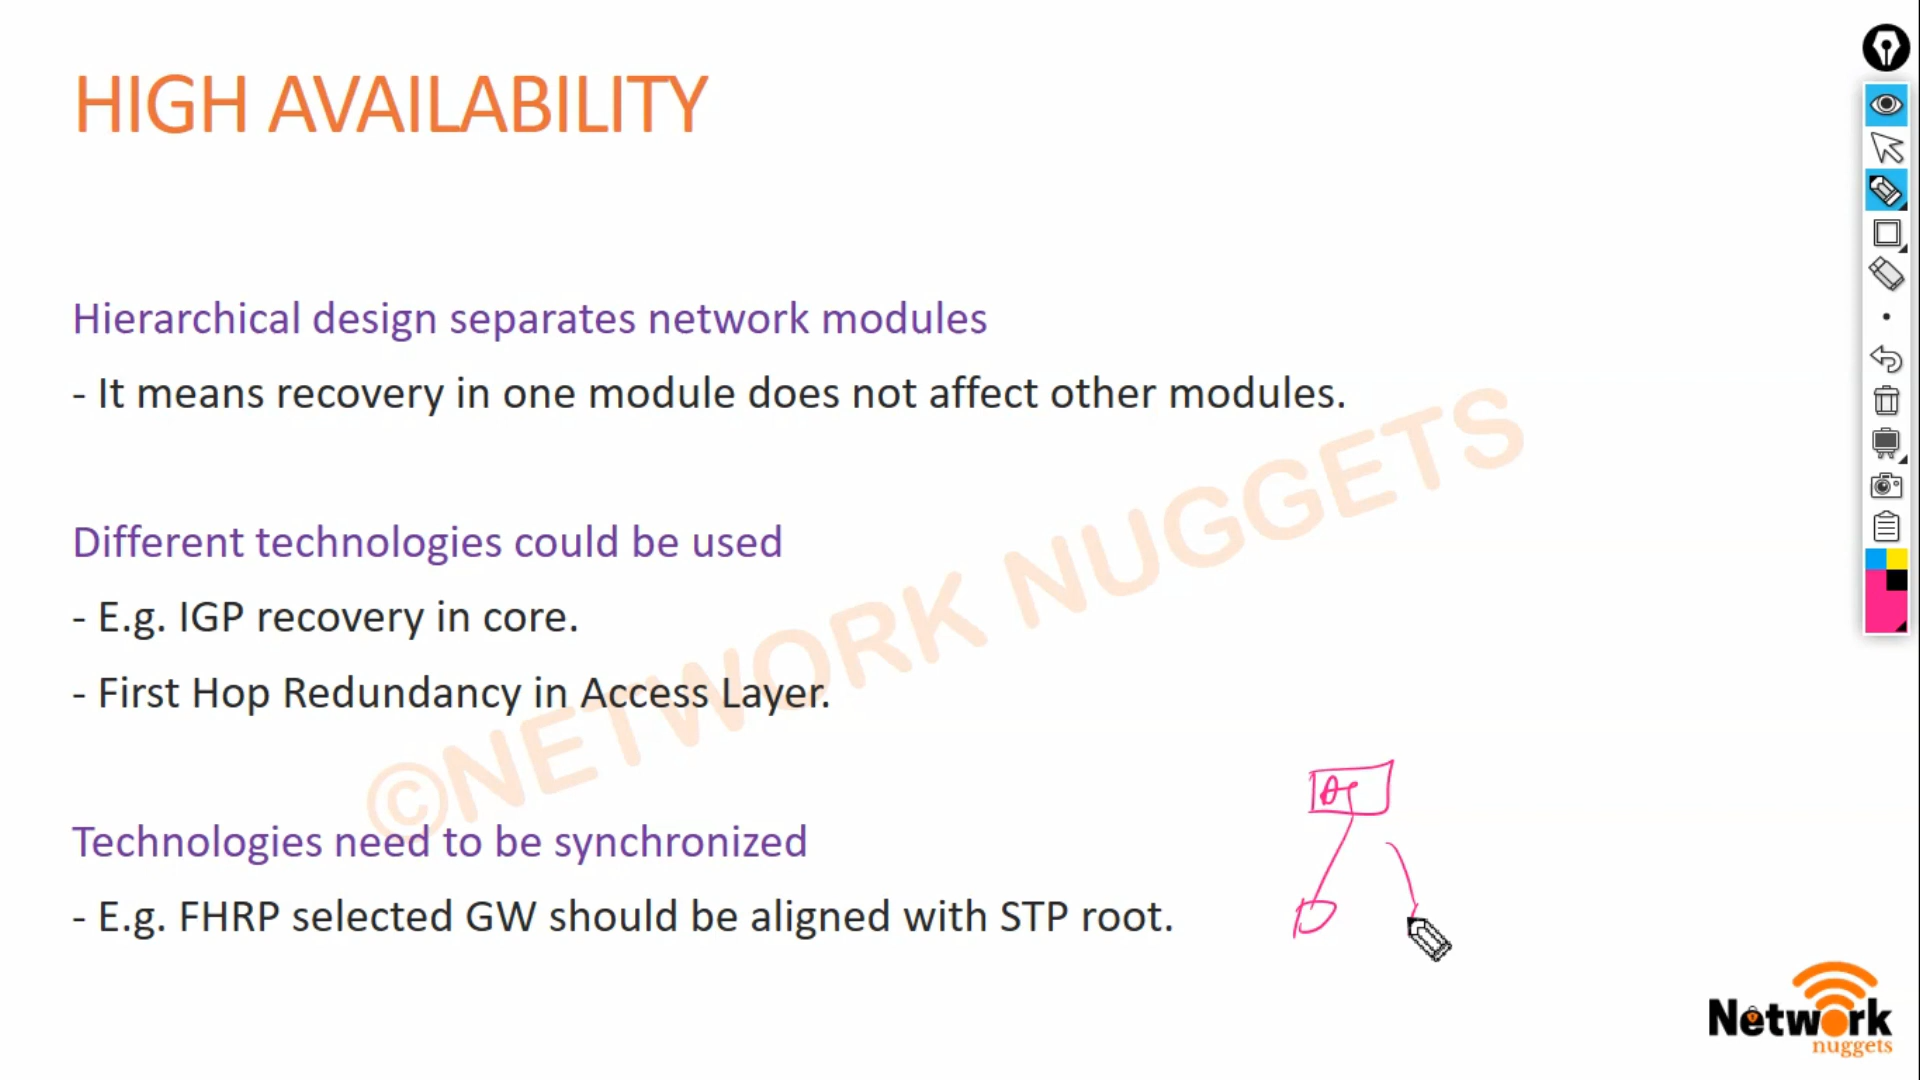 HIGH AVAILABILITY
Hierarchical design separates network modules
- It means recovery in one module does not affect other modules.
Different technologies could be used
- E.g. IGP recovery in core.
- First Hop Redundancy in Access Layer.
©NETWORK NUGGETS
Technologies need to be synchronized
- E.g. FHRP selected GW should be aligned with STP root.
Network
nuggets